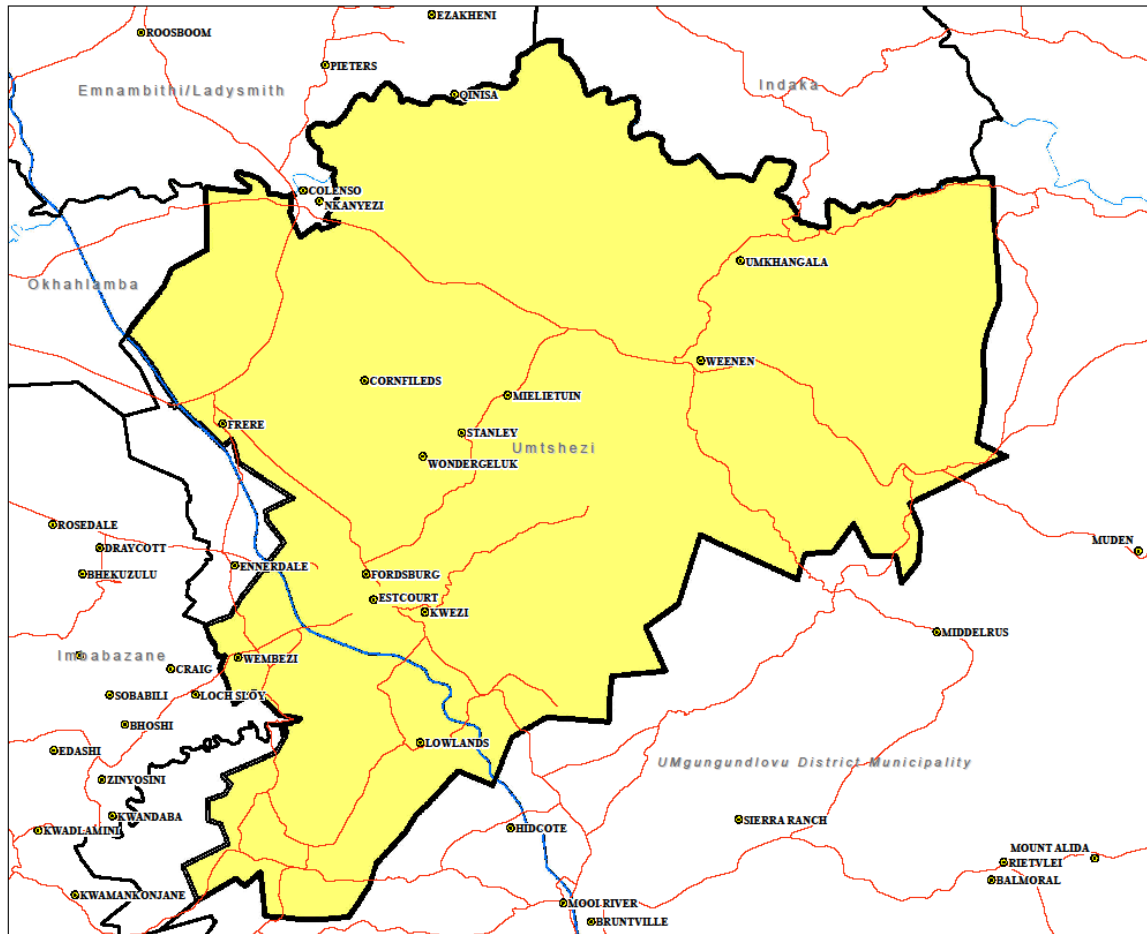 EZAKHENI
ROOSBOOM
PIETERS
Emnambithi/Ladysmith
Indaka
QINISA
COLENSO
NKANYEZI
UMKHANGALA
Okhahlamba
WEENEN
CORNFILEDS
MIELIETUIN
FRERE
STANLEY
Umtshezi
WONDERGELUK
ROSEDALE
DRAYCOTT
MUDEN
ENNERDALE
BHEKUZULU
FORDSBURG
ESTCOURT
KWEZI
MIDDELRUS
Imbabazane
WEMBEZI
CRAIG
SOBABILI
LOCH SLOY
BHOSHI
LOWLANDS
EDASHI
UMgungundlovu District Municipality
ZINYOSINI
KWANDABA
SIERRA RANCH
KWADLAMINI
HIDCOTE
MOUNT ALIDA
RIETVLEI
BALMORAL
KWAMANKONJANE
MOOI RIVER
BRUNTVILLE